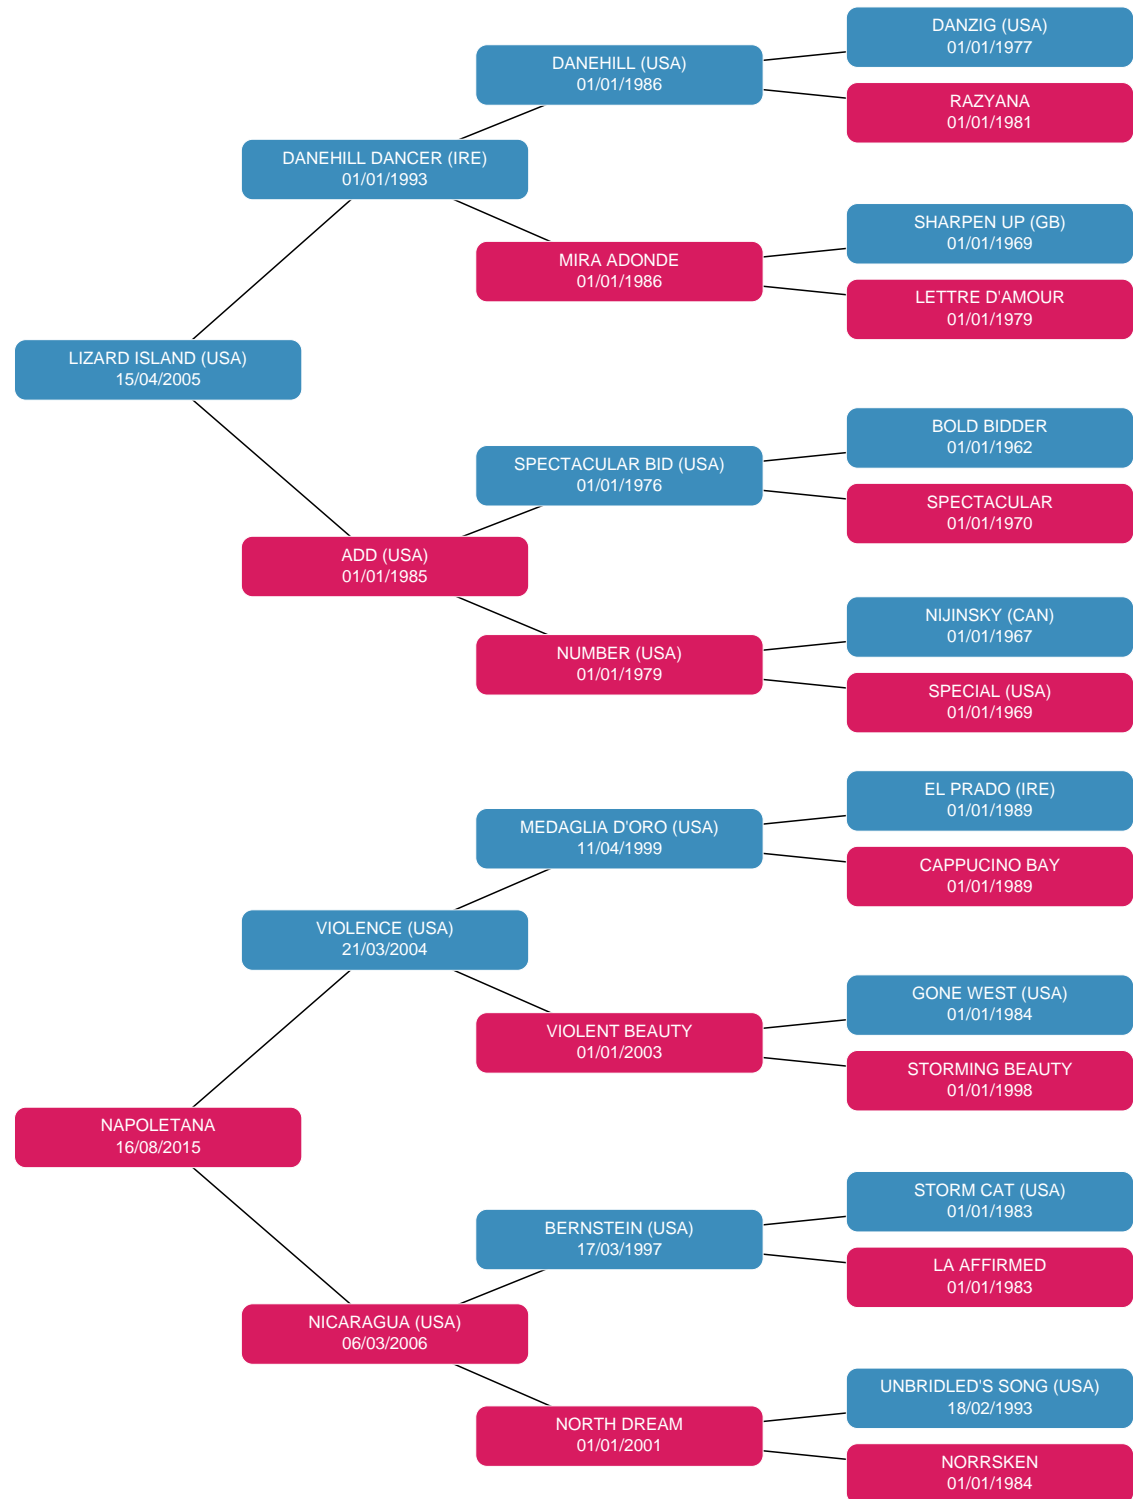 DANZIG (USA)
01/01/1977
DANEHILL (USA)
01/01/1986
RAZYANA
01/01/1981
DANEHILL DANCER (IRE)
01/01/1993
SHARPEN UP (GB)
01/01/1969
MIRA ADONDE
01/01/1986
LETTRE D'AMOUR
01/01/1979
LIZARD ISLAND (USA)
15/04/2005
BOLD BIDDER
01/01/1962
SPECTACULAR BID (USA)
01/01/1976
SPECTACULAR
01/01/1970
ADD (USA)
01/01/1985
NIJINSKY (CAN)
01/01/1967
NUMBER (USA)
01/01/1979
SPECIAL (USA)
01/01/1969
EL PRADO (IRE)
01/01/1989
MEDAGLIA D'ORO (USA)
11/04/1999
CAPPUCINO BAY
01/01/1989
VIOLENCE (USA)
21/03/2004
GONE WEST (USA)
01/01/1984
VIOLENT BEAUTY
01/01/2003
STORMING BEAUTY
01/01/1998
NAPOLETANA
16/08/2015
STORM CAT (USA)
01/01/1983
BERNSTEIN (USA)
17/03/1997
LA AFFIRMED
01/01/1983
NICARAGUA (USA)
06/03/2006
UNBRIDLED'S SONG (USA)
18/02/1993
NORTH DREAM
01/01/2001
NORRSKEN
01/01/1984